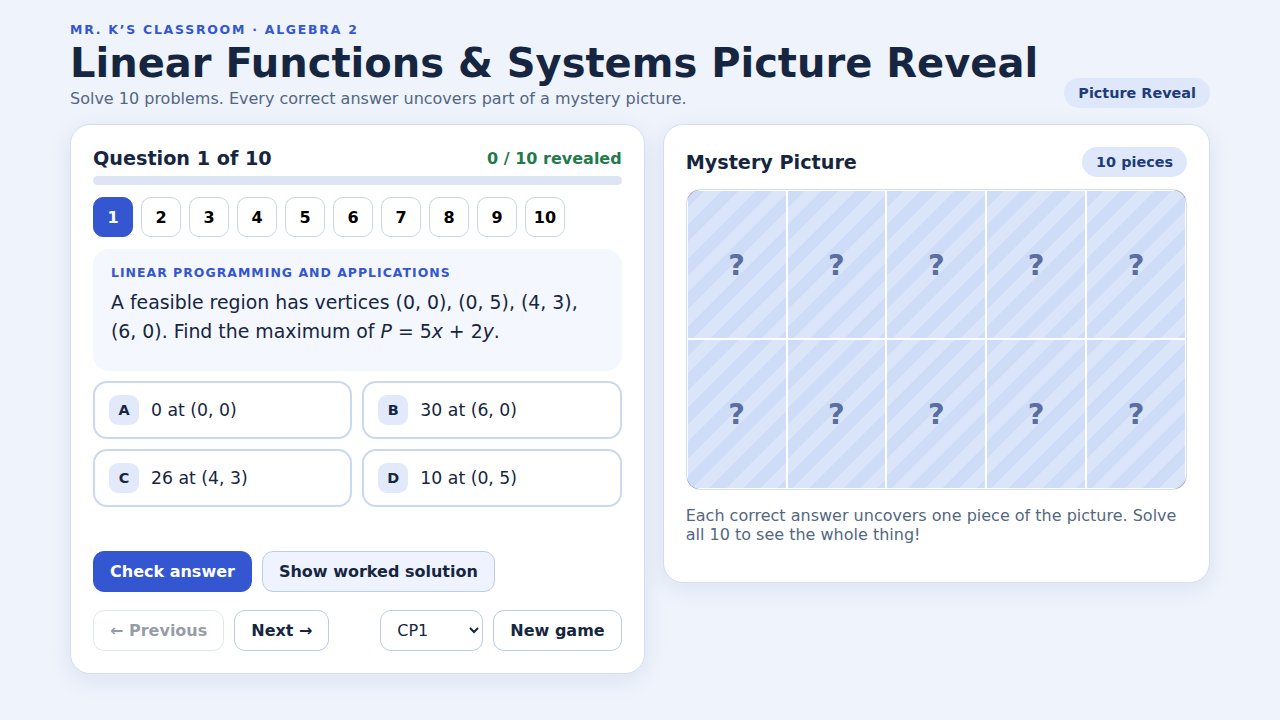 MR. K’S CLASSROOM · ALGEBRA 2
Linear Functions & Systems Picture Reveal
Solve 10 problems. Every correct answer uncovers part of a mystery picture.
Picture Reveal
Question 1 of 10
0 / 10 revealed
1 2 3 4 5 6 7 8 9 10
LINEAR PROGRAMMING AND APPLICATIONS
A feasible region has vertices (0, 0), (0, 5), (4, 3),
(6, 0). Find the maximum of P = 5x + 2y.
A 0 at (0, 0)
B 30 at (6, 0)
C 26 at (4, 3)
D 10 at (0, 5)
Check answer
Show worked solution
← Previous
Next →
CP1
New game
Mystery Picture
10 pieces
? ? ? ? ?
? ? ? ? ?
Each correct answer uncovers one piece of the picture. Solve
all 10 to see the whole thing!